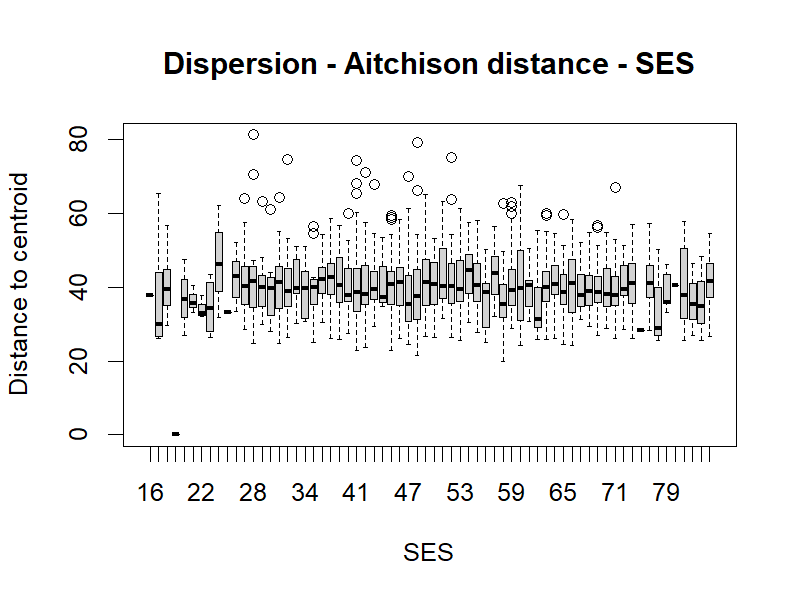 Dispersion - Aitchison distance - SES
Distance to centroid
80
60
40
20
0
16 22 28 34 41 47 53 59 65 71 79
SES